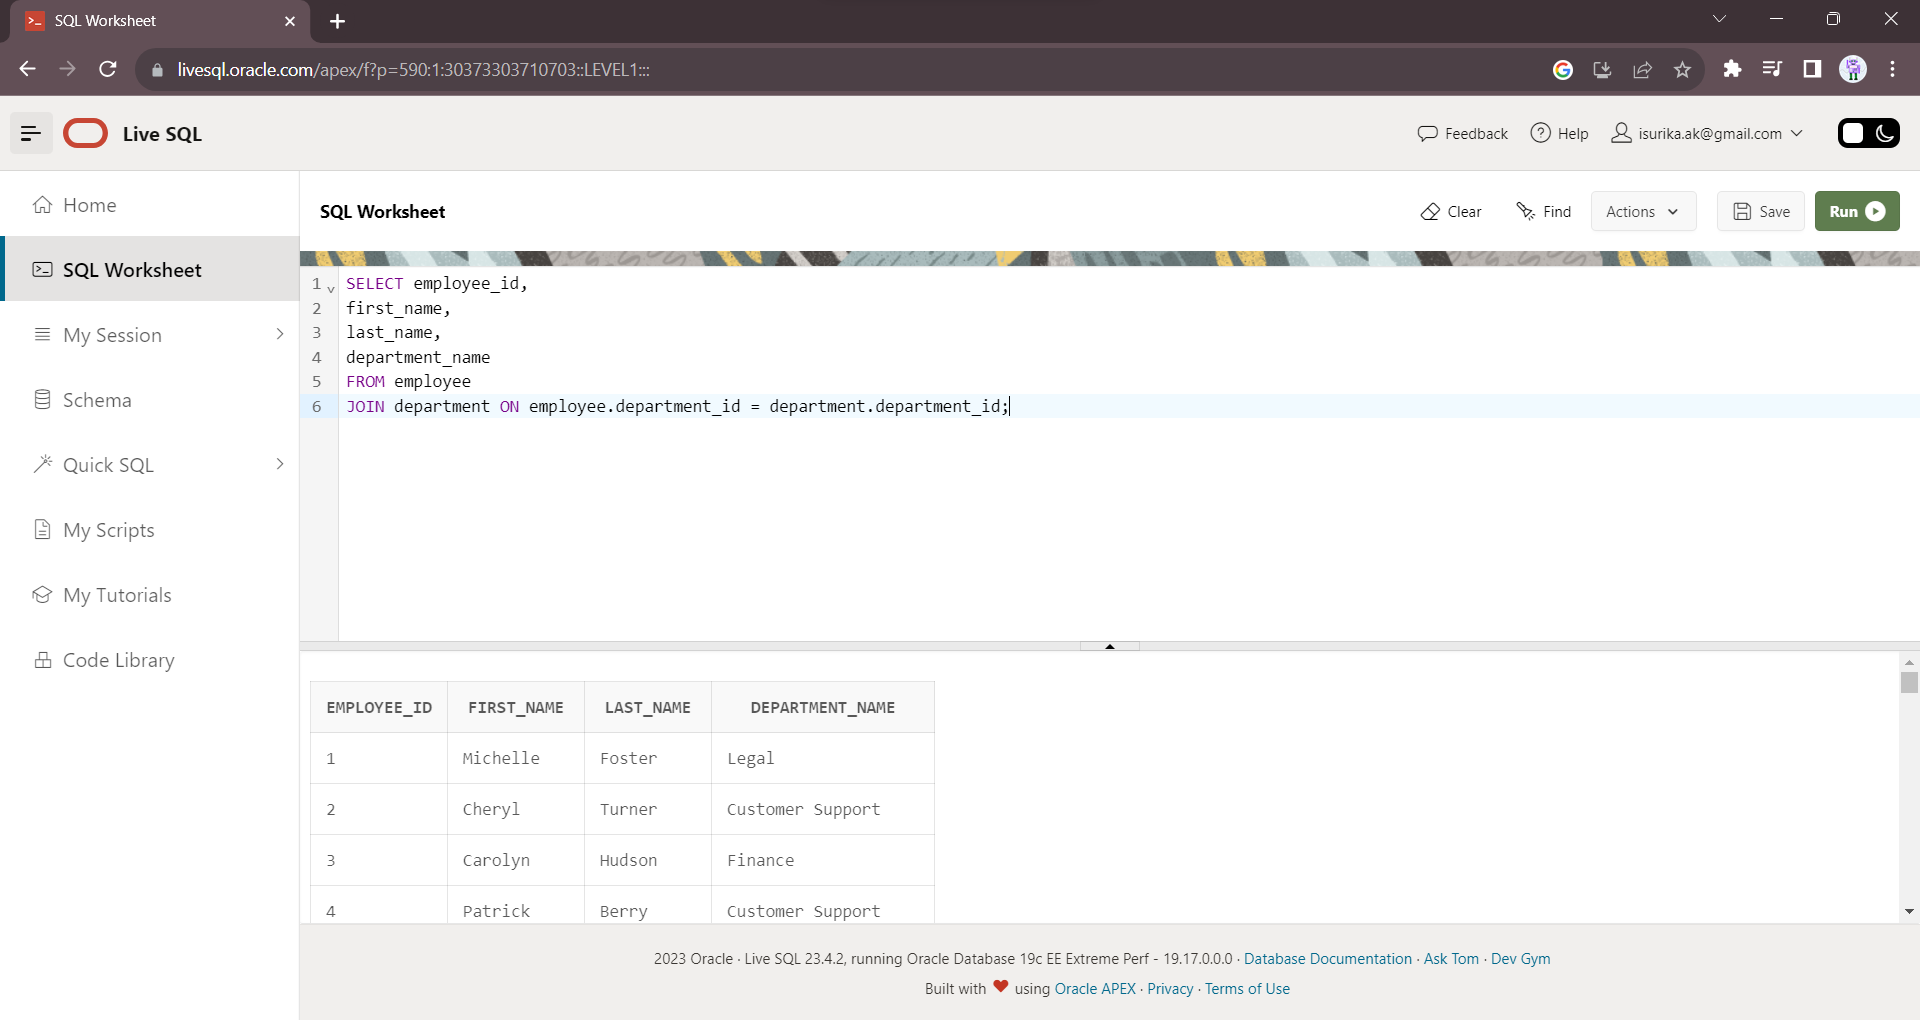 SQL Worksheet
livesql.oracle.com/apex/f?p=590:1:30373303710703::LEVEL1:::
Live SQL
Feedback
Help
isurika.ak@gmail.com
Home
SQL Worksheet
My Session
Schema
Quick SQL
My Scripts
My Tutorials
Code Library
SQL Worksheet
Clear
Find
Actions
Save
Run
1 SELECT employee_id,
2 first_name,
3 last_name,
4 department_name
5 FROM employee
6 JOIN department ON employee.department_id = department.department_id;
EMPLOYEE_ID FIRST_NAME LAST_NAME DEPARTMENT_NAME
1 Michelle Foster Legal
2 Cheryl Turner Customer Support
3 Carolyn Hudson Finance
4 Patrick Berry Customer Support
2023 Oracle · Live SQL 23.4.2, running Oracle Database 19c EE Extreme Perf - 19.17.0.0.0 · Database Documentation · Ask Tom · Dev Gym
Built with ❤ using Oracle APEX · Privacy · Terms of Use